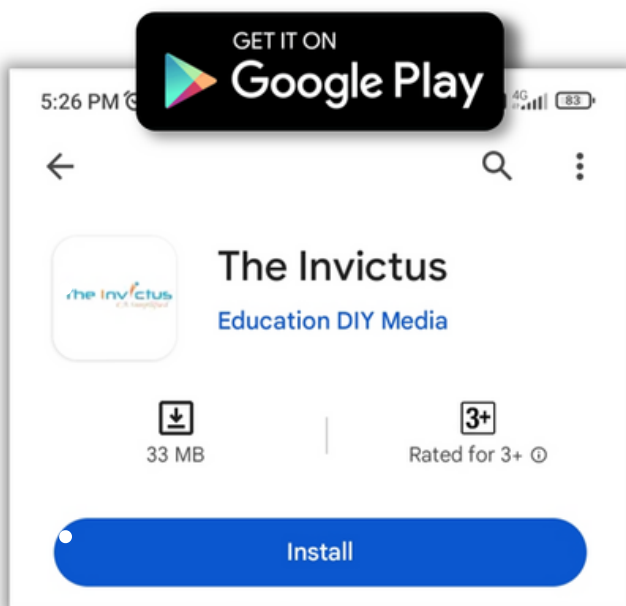 GET IT ON
Google Play
5:26 PM
4G
83
The Invictus
The Invictus
Education DIY Media
3+
33 MB
Rated for 3+
Install